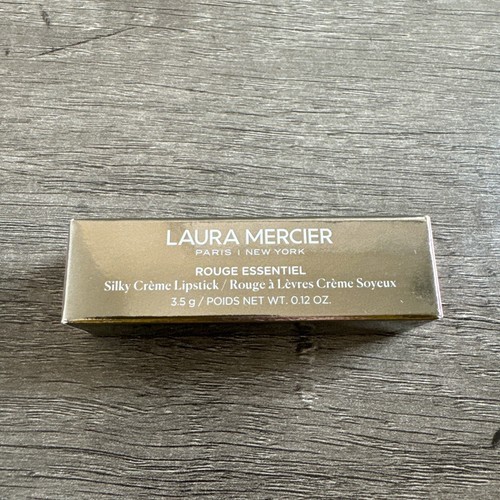 LAURA MERCIER
PARIS | NEW YORK
ROUGE ESSENTIEL
Silky Crème Lipstick / Rouge à Lèvres Crème Soyeux
3.5 g / POIDS NET WT. 0.12 OZ.